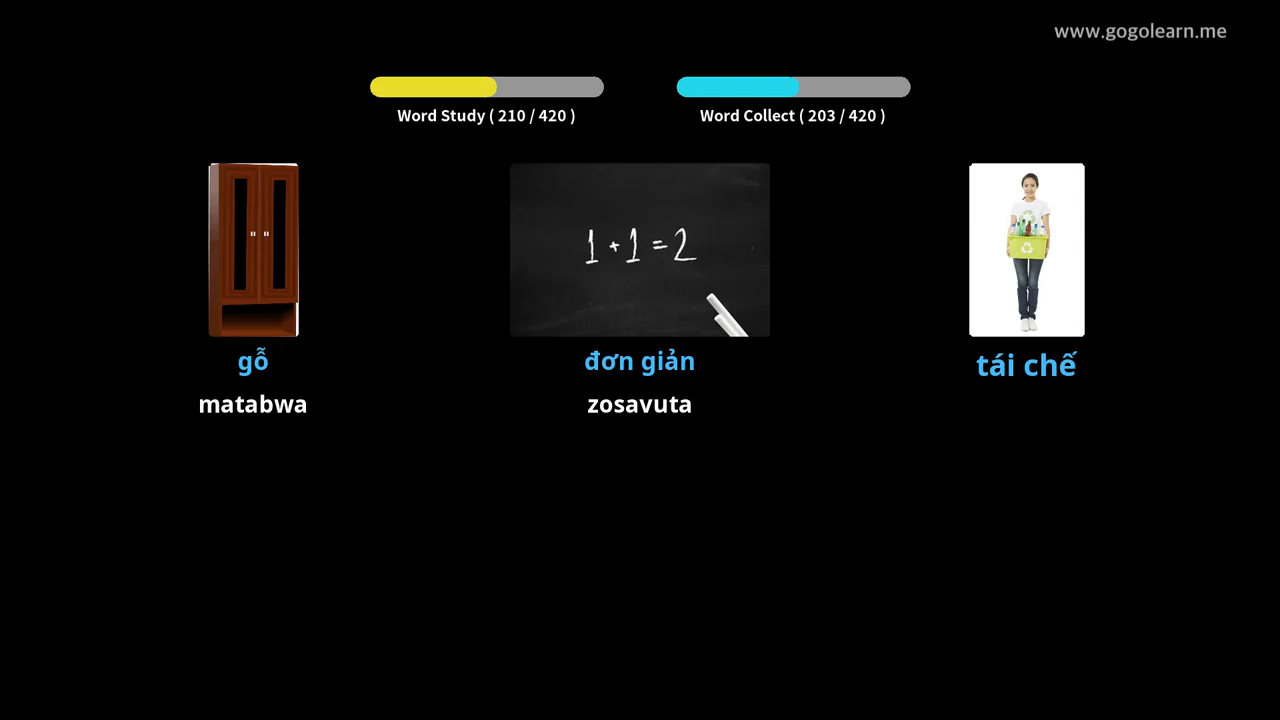 www.gogolearn.me
Word Study ( 210 / 420 )
Word Collect ( 203 / 420 )
1 + 1 = 2
gỗ
matabwa
đơn giản
zosavuta
tái chế